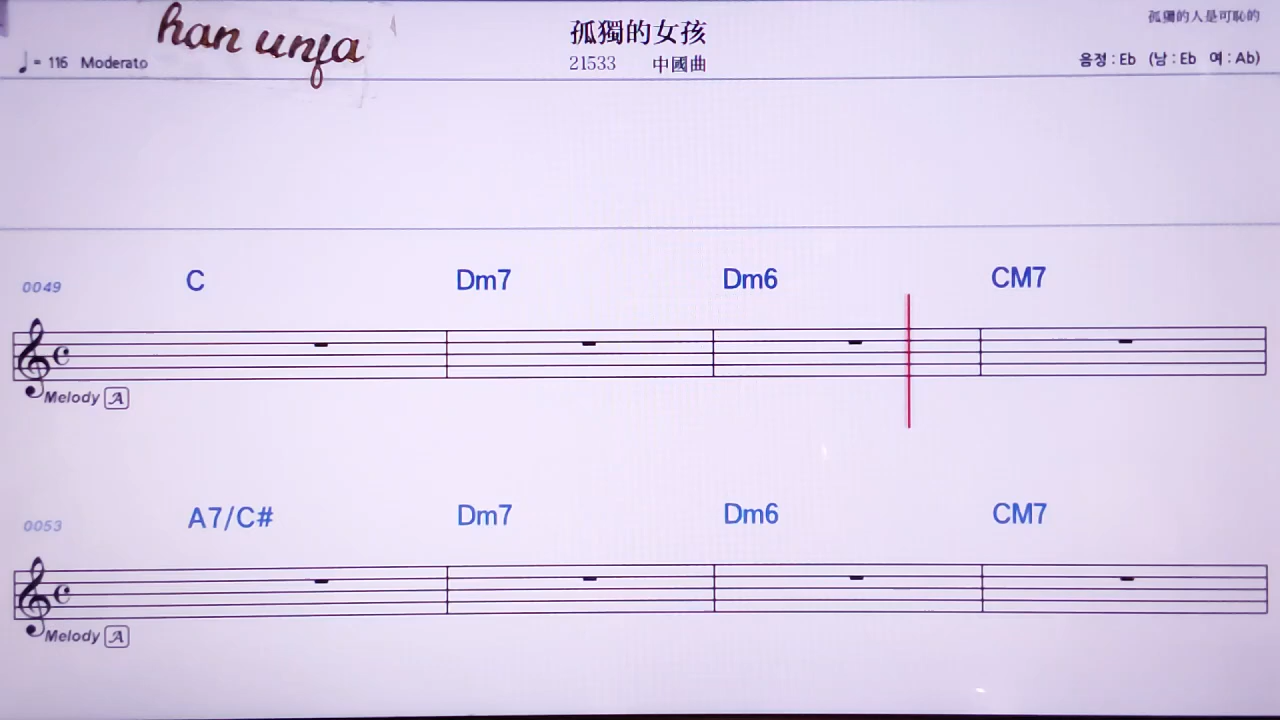 han unja
孤獨的女孩
孤獨的人是可恥的
♩ = 116 Moderato
21533 中國曲
음정 : Eb (남 : Eb 여 : Ab)
0049 C Dm7 Dm6 CM7
Melody A
0053 A7/C# Dm7 Dm6 CM7
Melody A